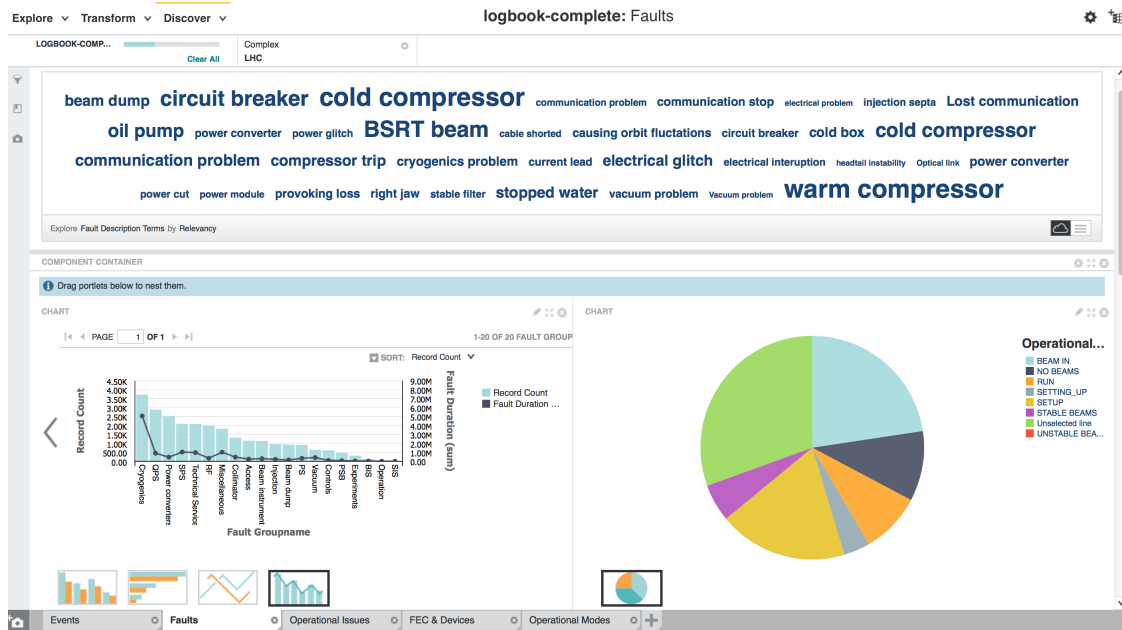 Explore Transform Discover logbook-complete: Faults
LOGBOOK-COMP... Complex
Clear All LHC
beam dump circuit breaker cold compressor communication problem communication stop electrical problem injection septa Lost communication
oil pump power converter power glitch BSRT beam cable shorted causing orbit fluctations circuit breaker cold box cold compressor
communication problem compressor trip cryogenics problem current lead electrical glitch electrical interuption headtail instability Optical link power converter
power cut power module provoking loss right jaw stable filter stopped water vacuum problem Vacuum problem warm compressor
Explore Fault Description Terms by Relevancy
COMPONENT CONTAINER
Drag portlets below to nest them.
CHART
PAGE 1 OF 1 1-20 OF 20 FAULT GROUP
SORT: Record Count
Record Count
4.50K
4.00K
3.50K
3.00K
2.50K
2.00K
1.50K
1.00K
500.00
0.00
9.00M
8.00M
7.00M
6.00M
5.00M
4.00M
3.00M
2.00M
1.00M
0.00
Fault Duration (sum)
Record Count
Fault Duration ...
Cryogenics
QPS
Power converters
SPS
Technical Service
RF
Miscellaneous
Collimator
Access
Beam instrument
Injection
Beam dump
PS
Vacuum
Controls
PSB
Experiments
BIS
Operation
SIS
Fault Groupname
CHART
Operational...
BEAM IN
NO BEAMS
RUN
SETTING_UP
SETUP
STABLE BEAMS
Unselected line
UNSTABLE BEA...
Events Faults Operational Issues FEC & Devices Operational Modes